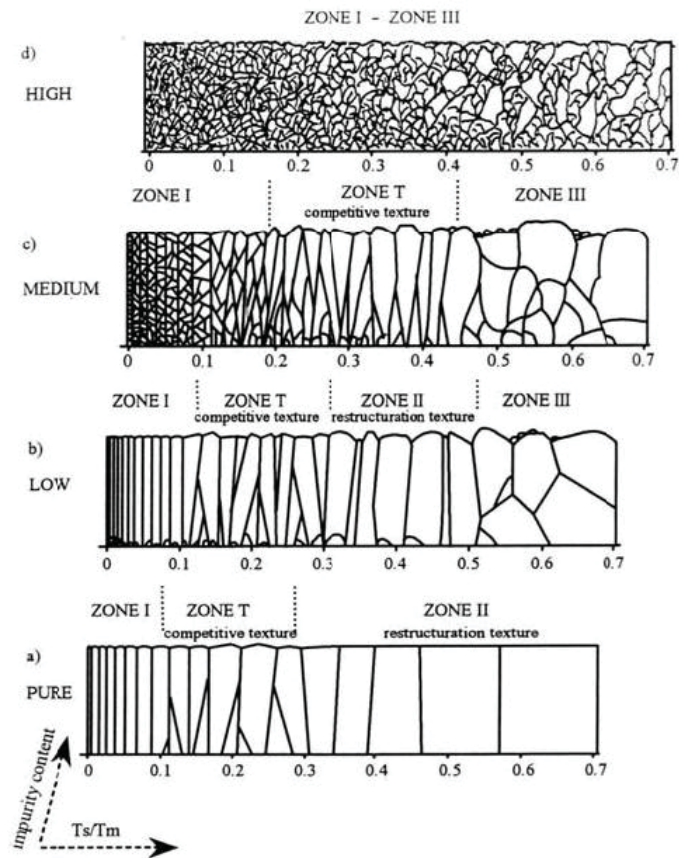 ZONE I - ZONE III
d)
HIGH
0 0.1 0.2 0.3 0.4 0.5 0.6 0.7
ZONE I ZONE T ZONE III
competitive texture
c)
MEDIUM
0 0.1 0.2 0.3 0.4 0.5 0.6 0.7
ZONE I ZONE T ZONE II ZONE III
competitive texture restructuration texture
b)
LOW
0 0.1 0.2 0.3 0.4 0.5 0.6 0.7
ZONE I ZONE T ZONE II
competitive texture restructuration texture
a)
PURE
0 0.1 0.2 0.3 0.4 0.5 0.6 0.7
impurity content
Ts/Tm